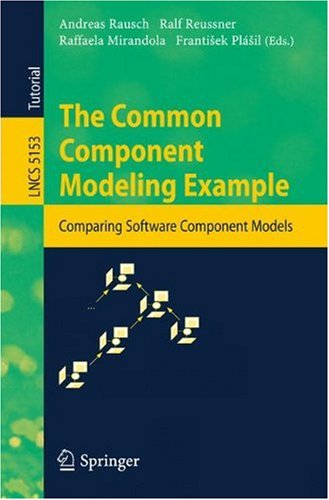 Andreas Rausch Ralf Reussner
Raffaela Mirandola František Plášil (Eds.)
Tutorial
LNCS 5153
The Common
Component
Modeling Example
Comparing Software Component Models
...
Springer